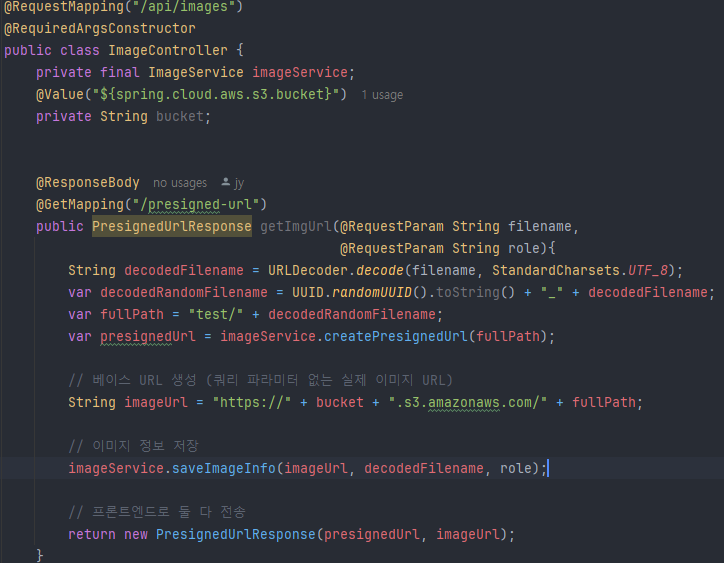 @RequestMapping("/api/images")
@RequiredArgsConstructor
public class ImageController {
    private final ImageService imageService;
    @Value("${spring.cloud.aws.s3.bucket}")  1 usage
    private String bucket;
    @ResponseBody  no usages  jy
    @GetMapping("/presigned-url")
    public PresignedUrlResponse getImgUrl(@RequestParam String filename,
                                          @RequestParam String role){
        String decodedFilename = URLDecoder.decode(filename, StandardCharsets.UTF_8);
        var decodedRandomFilename = UUID.randomUUID().toString() + "_" + decodedFilename;
        var fullPath = "test/" + decodedRandomFilename;
        var presignedUrl = imageService.createPresignedUrl(fullPath);
        // 베이스 URL 생성 (쿼리 파라미터 없는 실제 이미지 URL)
        String imageUrl = "https://" + bucket + ".s3.amazonaws.com/" + fullPath;
        // 이미지 정보 저장
        imageService.saveImageInfo(imageUrl, decodedFilename, role);
        // 프론트엔드로 둘 다 전송
        return new PresignedUrlResponse(presignedUrl, imageUrl);
    }